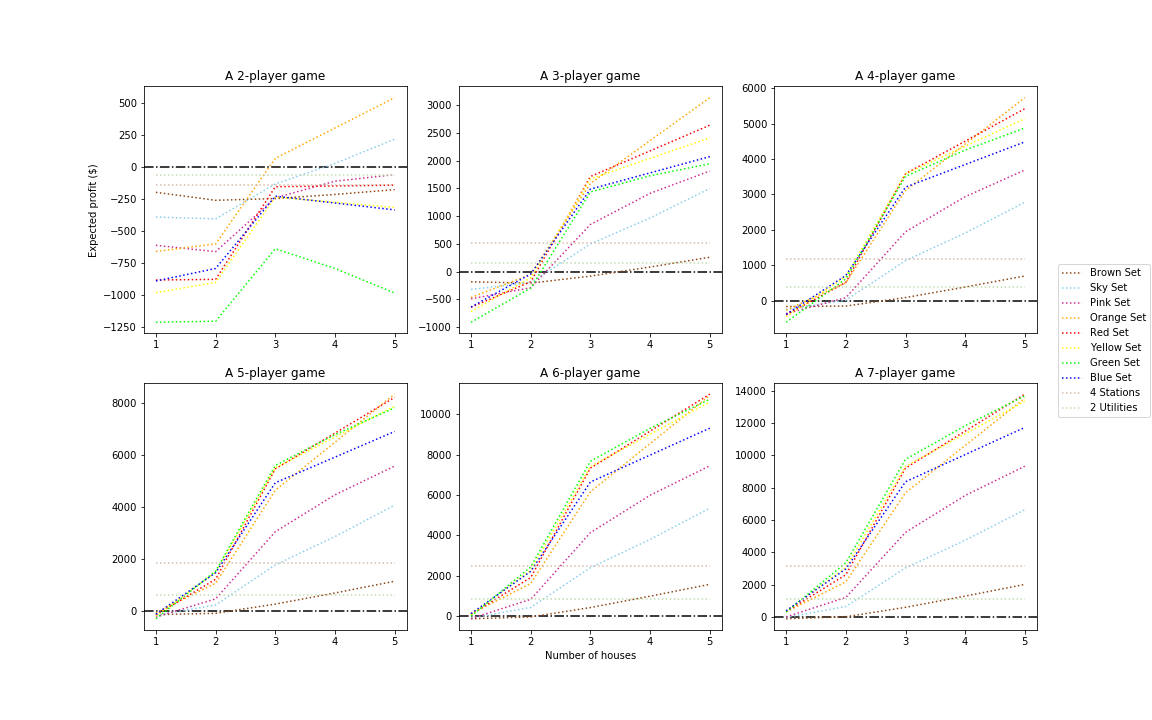 A 2-player game
A 3-player game
A 4-player game
Expected profit ($)
500
250
0
−250
−500
−750
−1000
−1250
1 2 3 4 5
3000
2500
2000
1500
1000
500
0
−500
−1000
1 2 3 4 5
6000
5000
4000
3000
2000
1000
0
1 2 3 4 5
A 5-player game
A 6-player game
A 7-player game
8000
6000
4000
2000
0
1 2 3 4 5
10000
8000
6000
4000
2000
0
1 2 3 4 5
Number of houses
14000
12000
10000
8000
6000
4000
2000
0
1 2 3 4 5
Brown Set
Sky Set
Pink Set
Orange Set
Red Set
Yellow Set
Green Set
Blue Set
4 Stations
2 Utilities